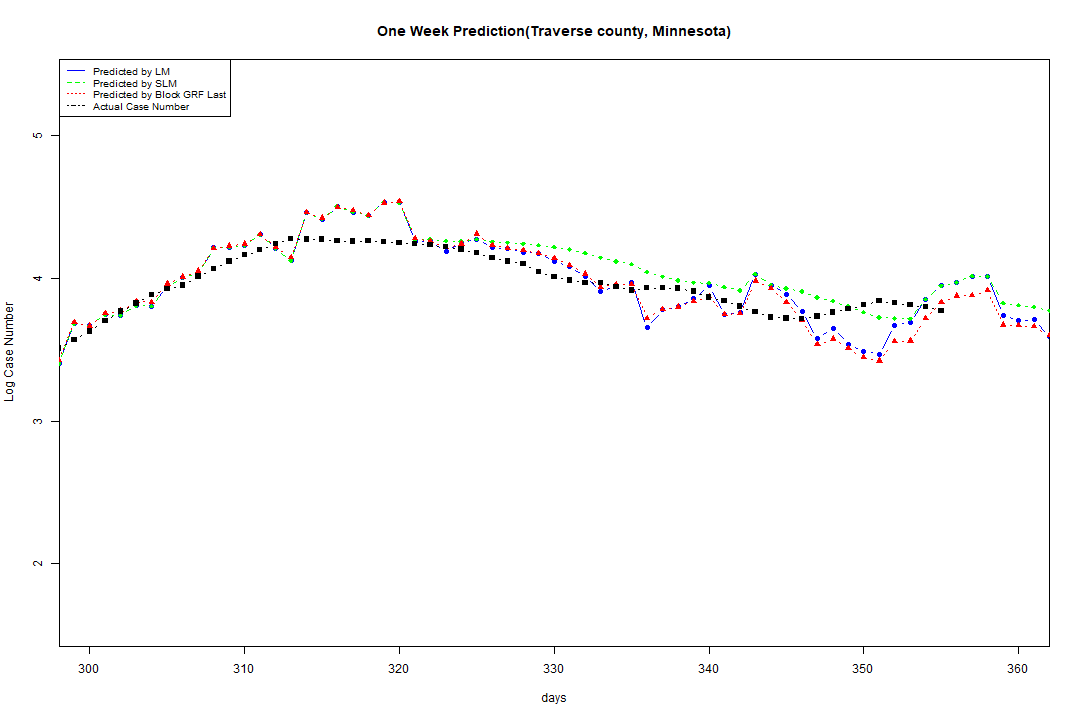 One Week Prediction(Traverse county, Minnesota)
Predicted by LM
Predicted by SLM
Predicted by Block GRF Last
Actual Case Number
5
4
3
2
Log Case Number
300 310 320 330 340 350 360
days